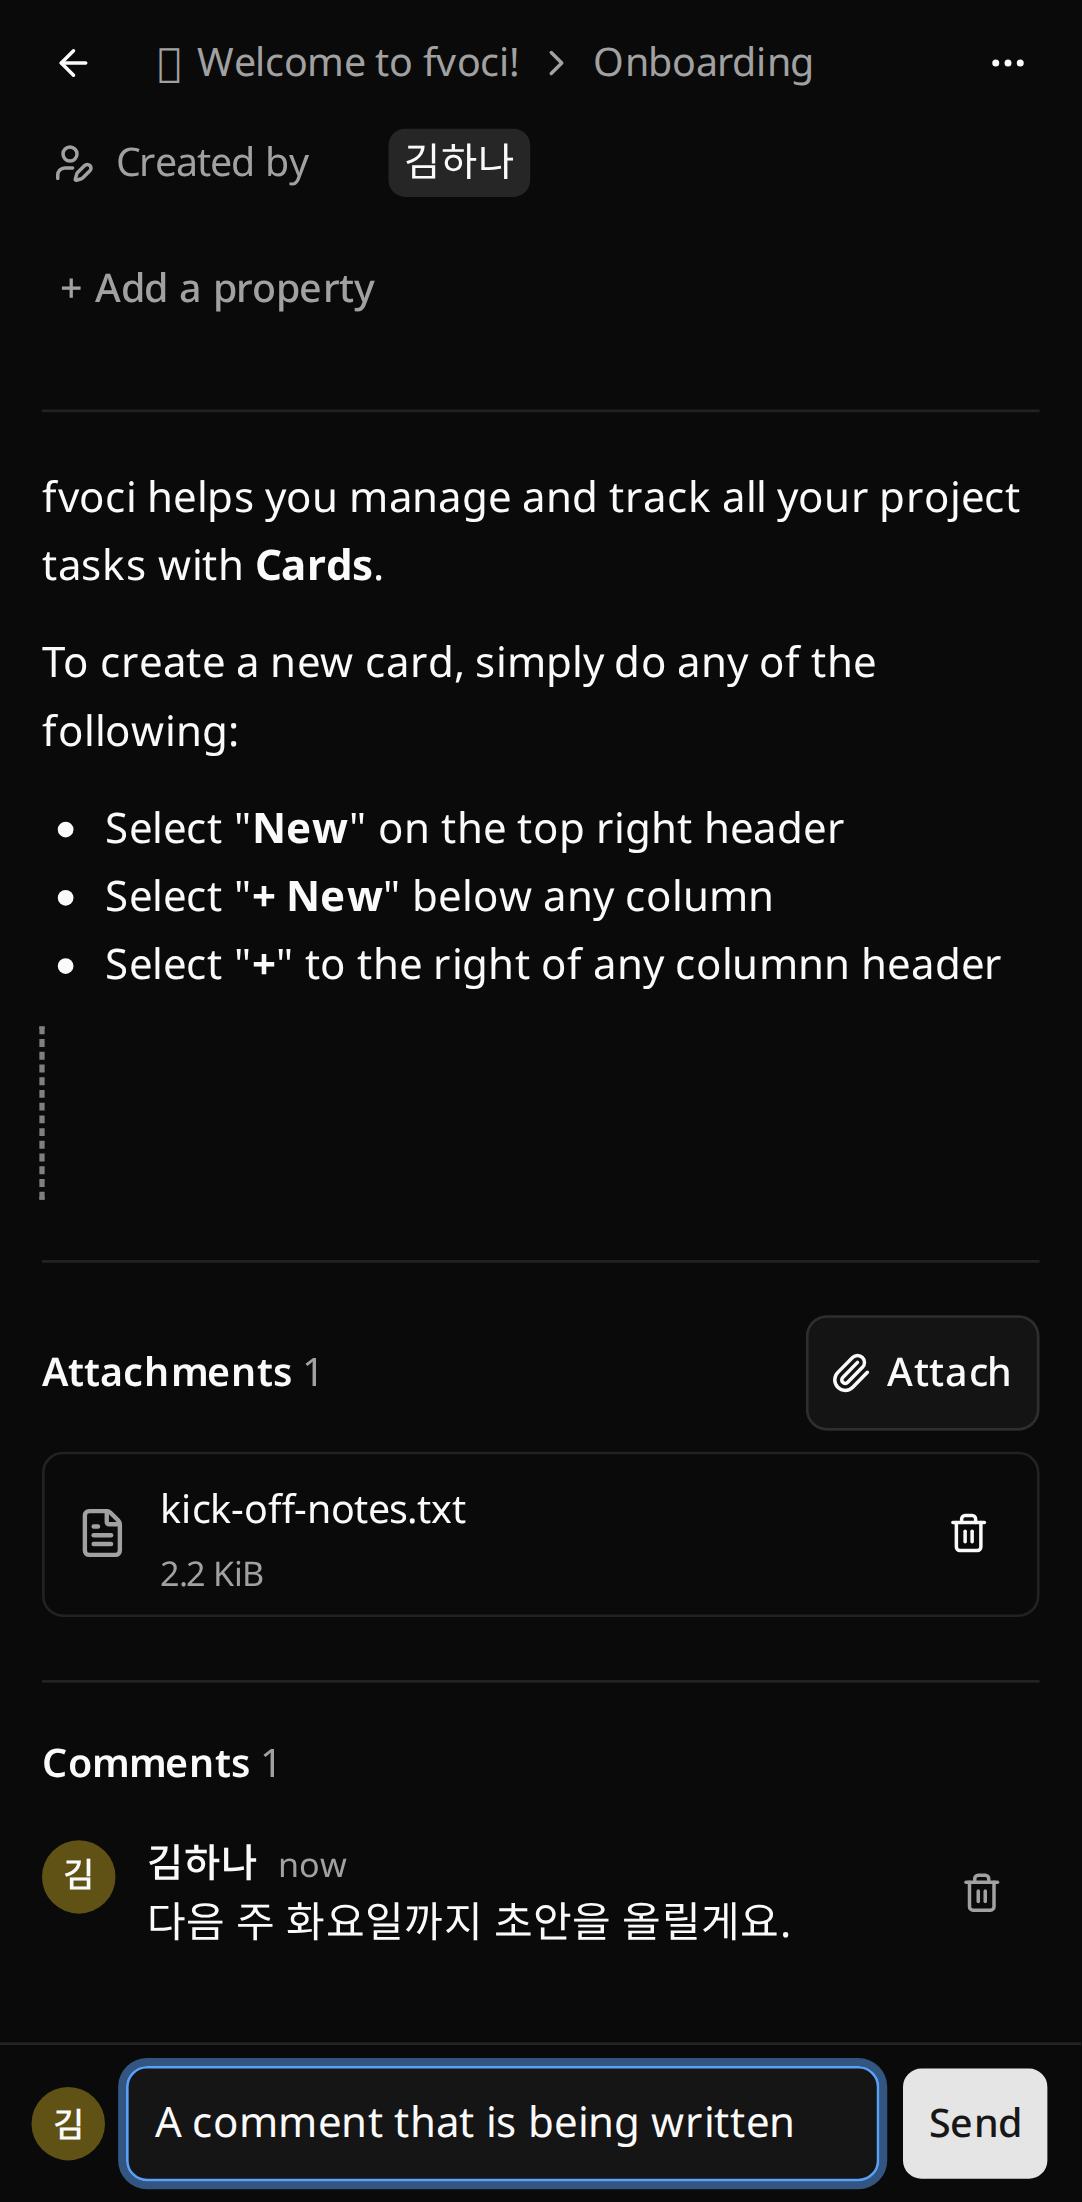 Welcome to fvoci! > Onboarding
Created by 김하나
+ Add a property
fvoci helps you manage and track all your project
tasks with Cards.
To create a new card, simply do any of the
following:
• Select "New" on the top right header
• Select "+ New" below any column
• Select "+" to the right of any columnn header
Attachments 1
Attach
kick-off-notes.txt
2.2 KiB
Comments 1
김
김하나 now
다음 주 화요일까지 초안을 올릴게요.
김
A comment that is being written
Send